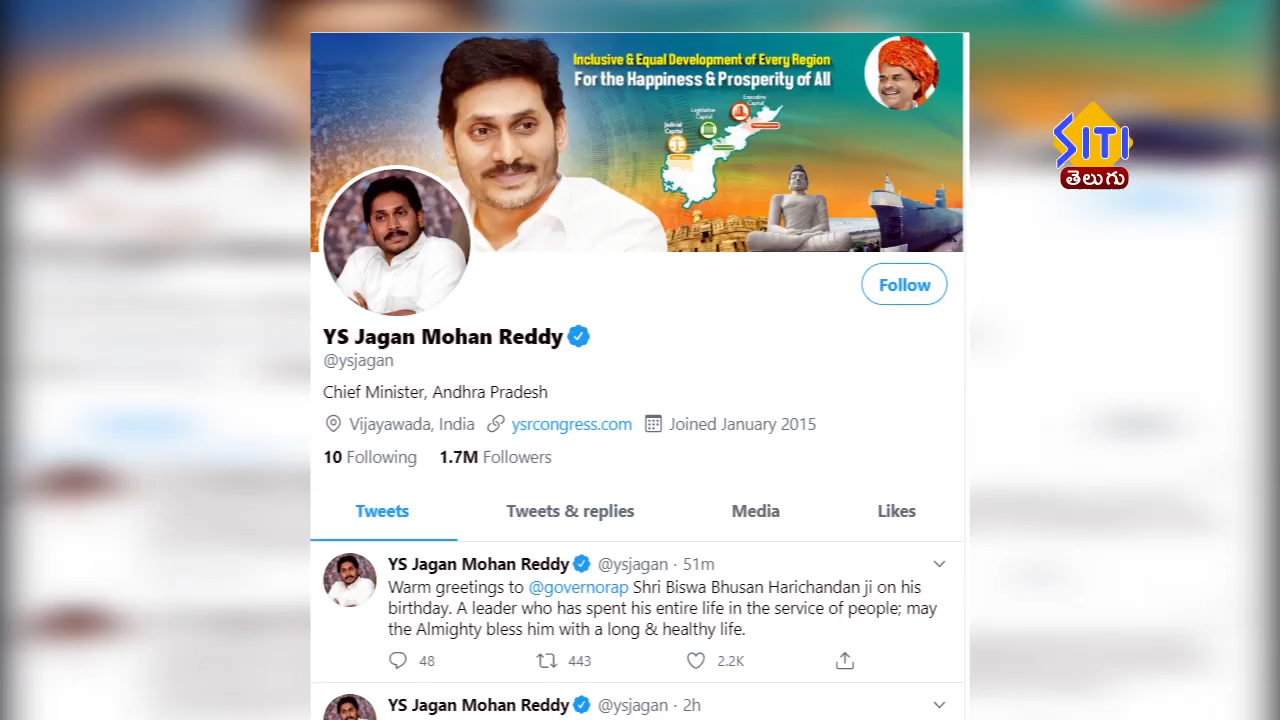 Inclusive & Equal Development of Every Region
For the Happiness & Prosperity of All
Executive
Capital
Legislative
Capital
Judicial
Capital
SITI
తెలుగు
Follow
YS Jagan Mohan Reddy
@ysjagan
Chief Minister, Andhra Pradesh
Vijayawada, India ysrcongress.com Joined January 2015
10 Following 1.7M Followers
Tweets Tweets & replies Media Likes
YS Jagan Mohan Reddy @ysjagan · 51m
Warm greetings to @governorap Shri Biswa Bhusan Harichandan ji on his
birthday. A leader who has spent his entire life in the service of people; may
the Almighty bless him with a long & healthy life.
48 443 2.2K
YS Jagan Mohan Reddy @ysjagan · 2h